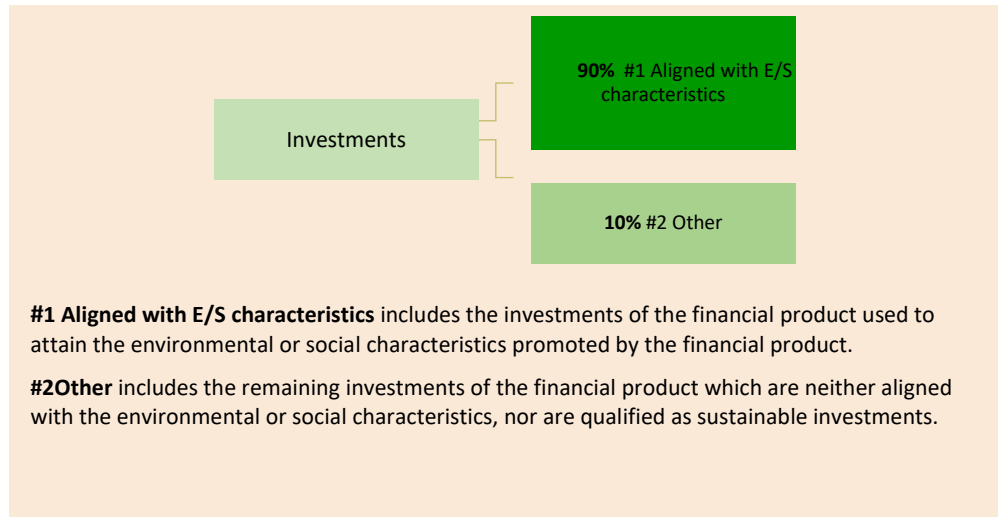 90% #1 Aligned with E/S
characteristics
Investments
10% #2 Other
#1 Aligned with E/S characteristics includes the investments of the financial product used to
attain the environmental or social characteristics promoted by the financial product.
#2Other includes the remaining investments of the financial product which are neither aligned
with the environmental or social characteristics, nor are qualified as sustainable investments.